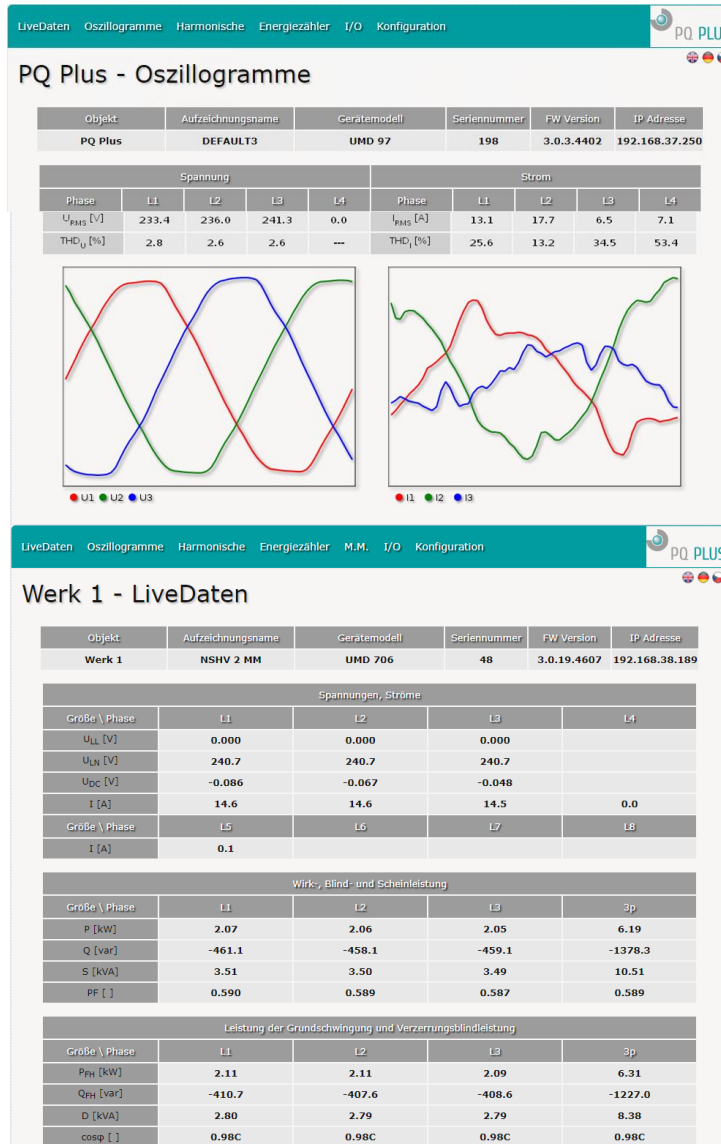 LiveDaten Oszillogramme Harmonische Energiezähler I/O Konfiguration
PQ PLU
PQ Plus - Oszillogramme
Objekt Aufzeichnungsname Gerätemodell Seriennummer FW Version IP Adresse
PQ Plus DEFAULT3 UMD 97 198 3.0.3.4402 192.168.37.250
Spannung Strom
Phase L1 L2 L3 L4 Phase L1 L2 L3 L4
URMS [V] 233.4 236.0 241.3 0.0 IRMS [A] 13.1 17.7 6.5 7.1
THDU [%] 2.8 2.6 2.6 --- THDI [%] 25.6 13.2 34.5 53.4
U1 U2 U3 I1 I2 I3
LiveDaten Oszillogramme Harmonische Energiezähler M.M. I/O Konfiguration
PQ PLUS
Werk 1 - LiveDaten
Objekt Aufzeichnungsname Gerätemodell Seriennummer FW Version IP Adresse
Werk 1 NSHV 2 MM UMD 706 48 3.0.19.4607 192.168.38.189
Spannungen, Ströme
Größe \ Phase L1 L2 L3 L4
ULL [V] 0.000 0.000 0.000
ULN [V] 240.7 240.7 240.7
UDC [V] -0.086 -0.067 -0.048
I [A] 14.6 14.6 14.5 0.0
Größe \ Phase L5 L6 L7 L8
I [A] 0.1
Wirk-, Blind- und Scheinleistung
Größe \ Phase L1 L2 L3 3p
P [kW] 2.07 2.06 2.05 6.19
Q [var] -461.1 -458.1 -459.1 -1378.3
S [kVA] 3.51 3.50 3.49 10.51
PF [ ] 0.590 0.589 0.587 0.589
Leistung der Grundschwingung und Verzerrungsblindleistung
Größe \ Phase L1 L2 L3 3p
PFH [kW] 2.11 2.11 2.09 6.31
QFH [var] -410.7 -407.6 -408.6 -1227.0
D [kVA] 2.80 2.79 2.79 8.38
cosφ [ ] 0.98C 0.98C 0.98C 0.98C